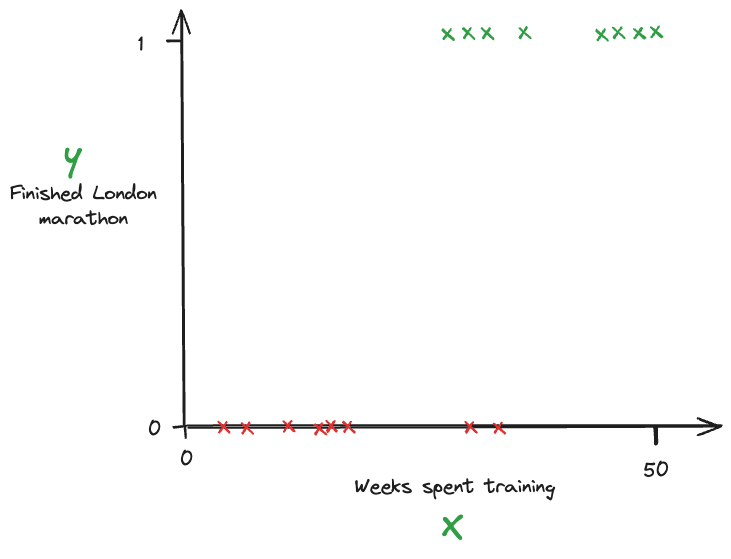 1
y
Finished London
marathon
0
0
50
Weeks spent training
x